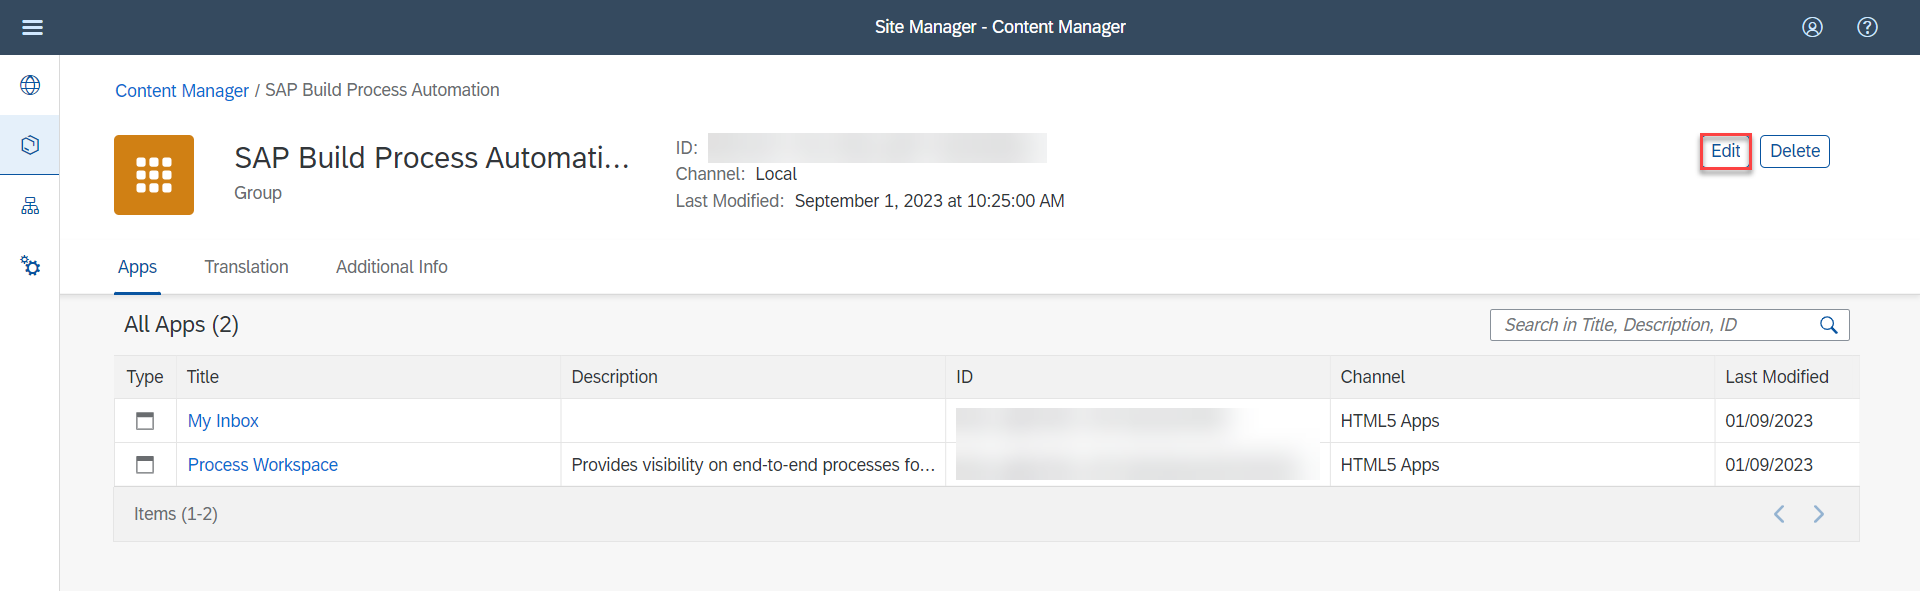 Site Manager - Content Manager
Content Manager / SAP Build Process Automation
SAP Build Process Automati...
Group
ID:
Channel: Local
Last Modified: September 1, 2023 at 10:25:00 AM
Edit
Delete
Apps
Translation
Additional Info
All Apps (2)
Search in Title, Description, ID
Type Title Description ID Channel Last Modified
My Inbox HTML5 Apps 01/09/2023
Process Workspace Provides visibility on end-to-end processes fo... HTML5 Apps 01/09/2023
Items (1-2)